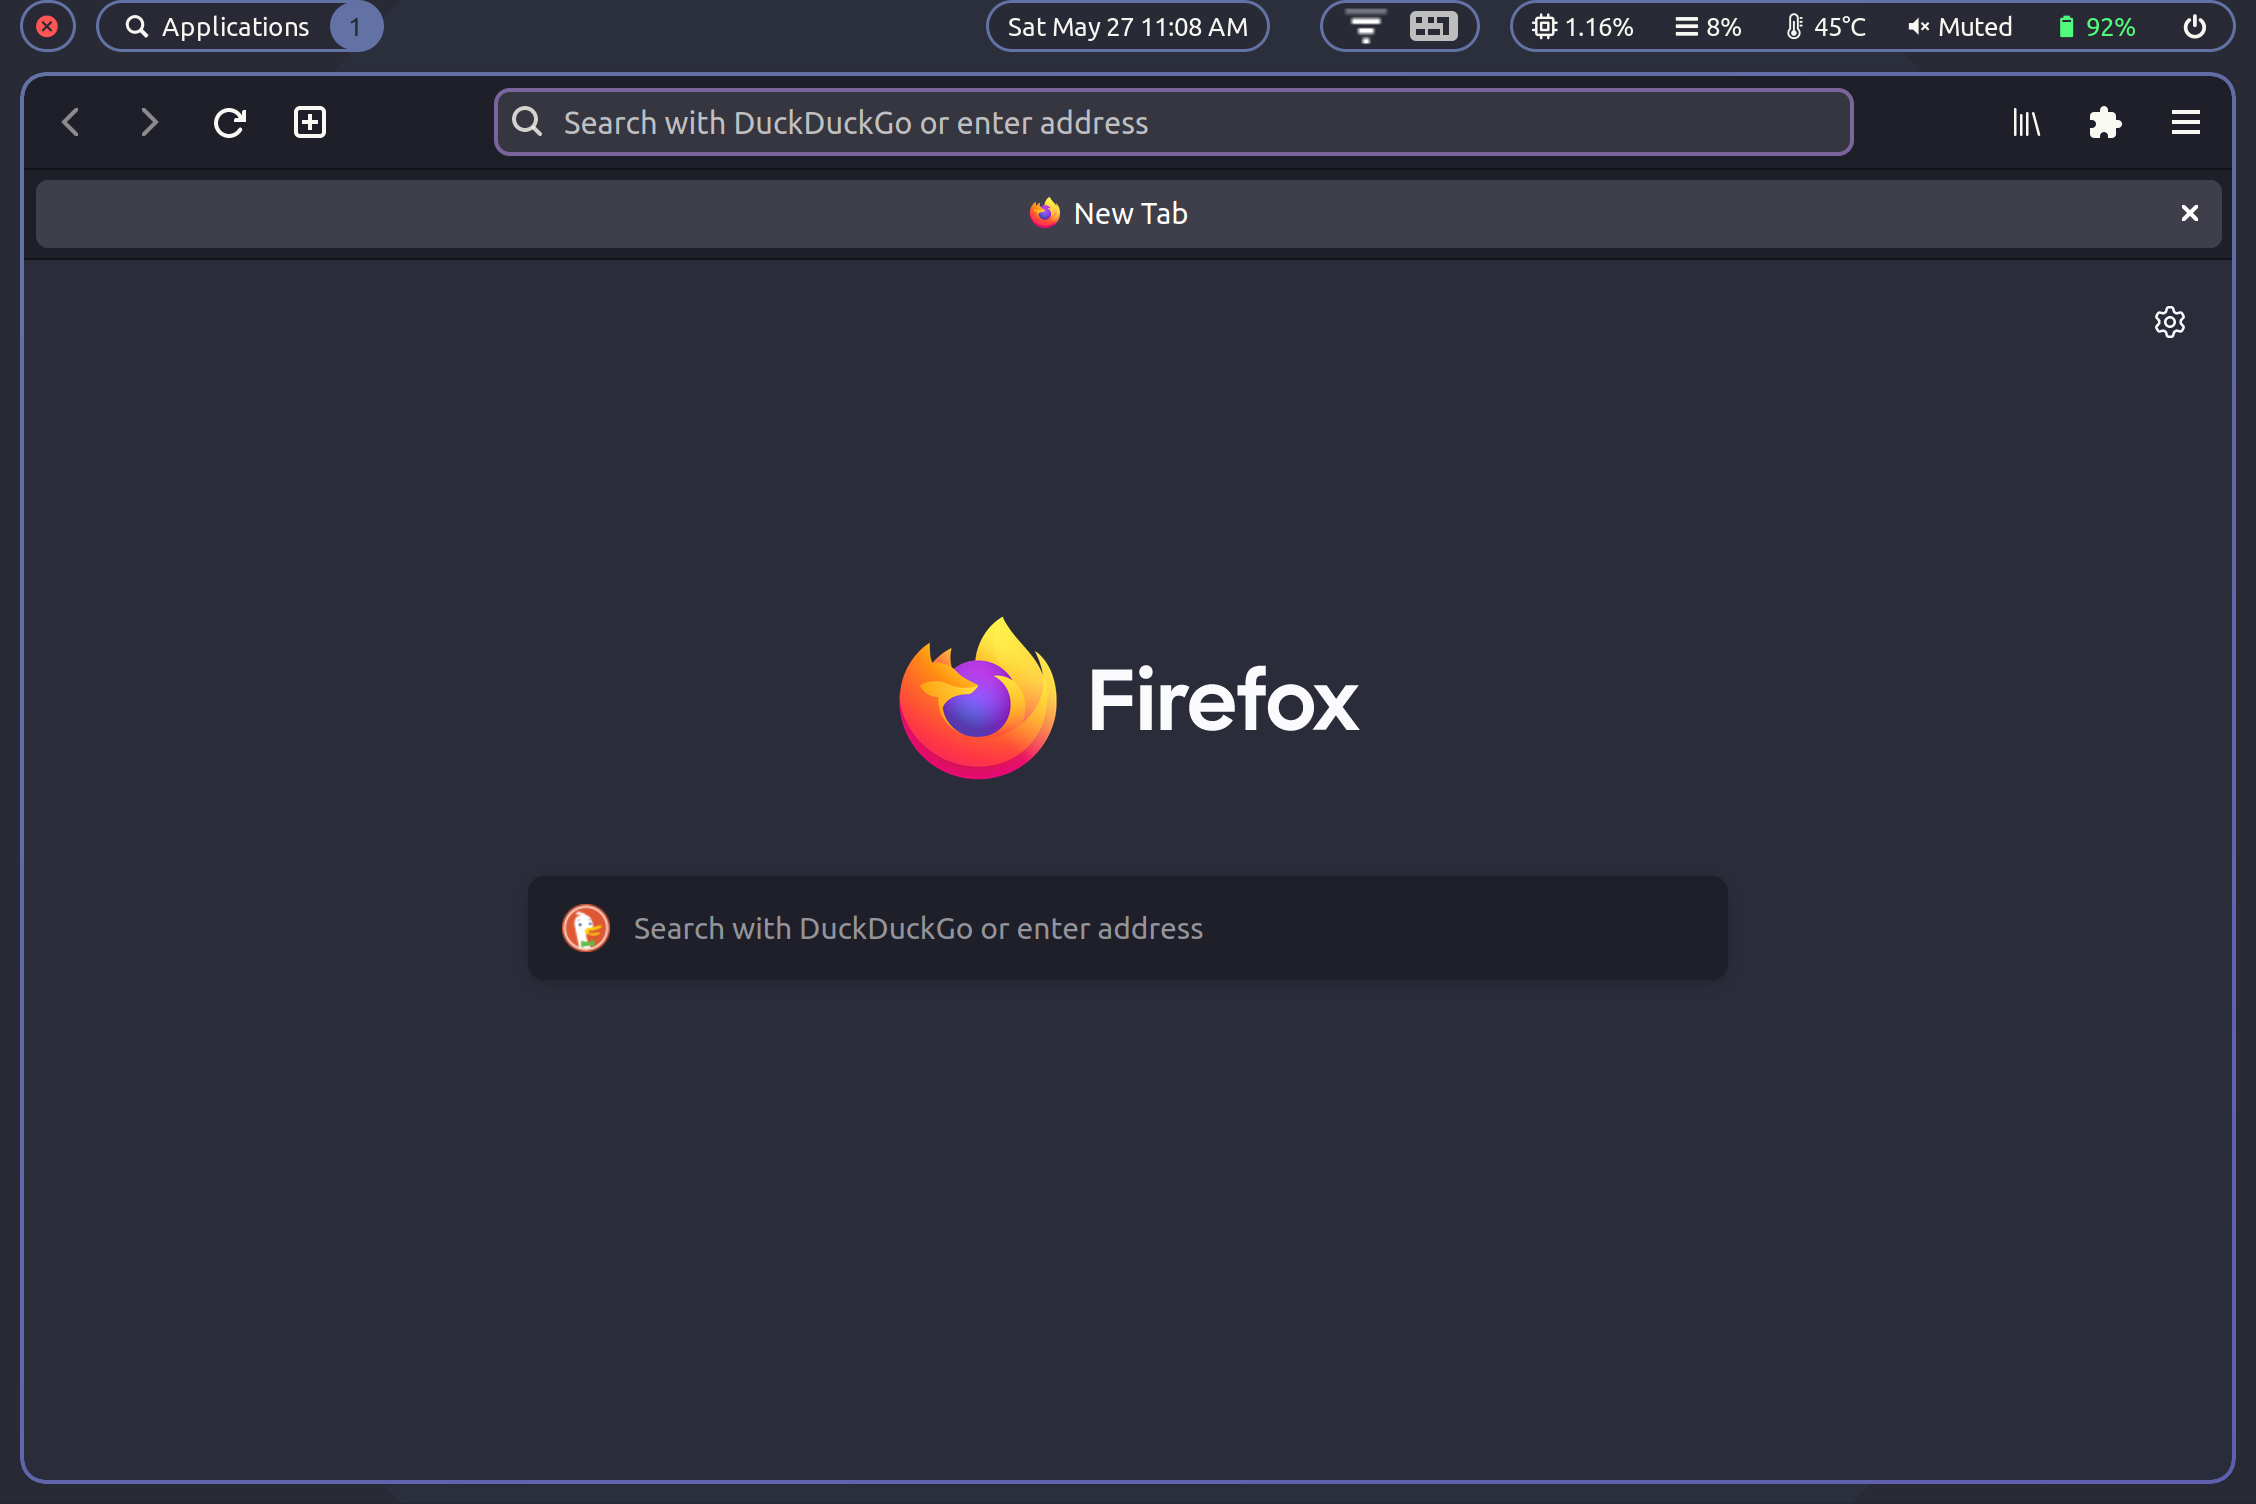 Applications 1
Sat May 27 11:08 AM
1.16% 8% 45°C Muted 92%
Search with DuckDuckGo or enter address
New Tab
Firefox
Search with DuckDuckGo or enter address